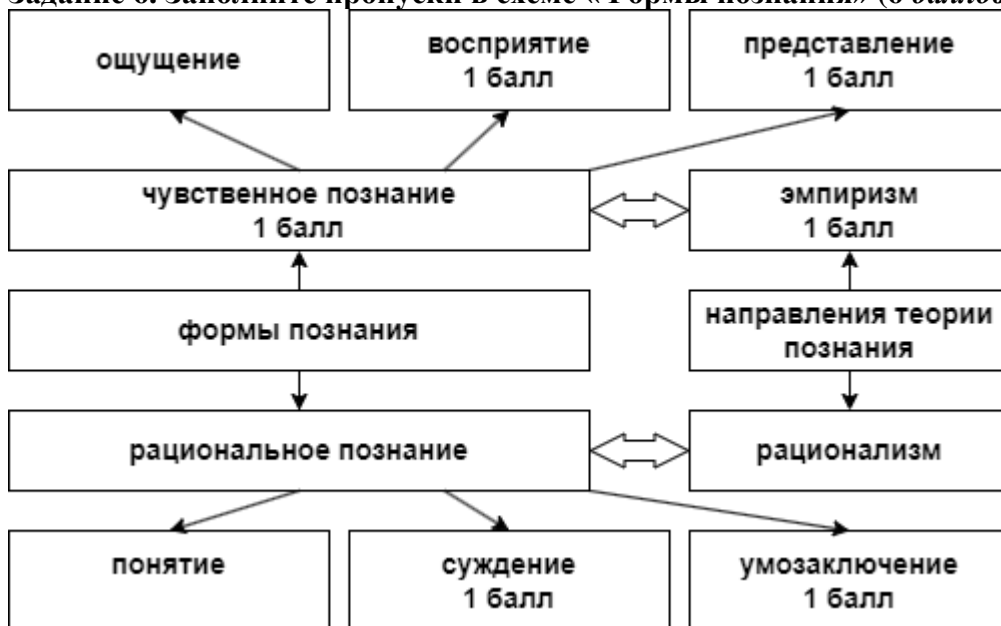 Задание 6. Заполните пропуски в схеме «Формы познания» (6 баллов
ощущение
восприятие
1 балл
представление
1 балл
чувственное познание
1 балл
эмпиризм
1 балл
формы познания
направления теории
познания
рациональное познание
рационализм
понятие
суждение
1 балл
умозаключение
1 балл